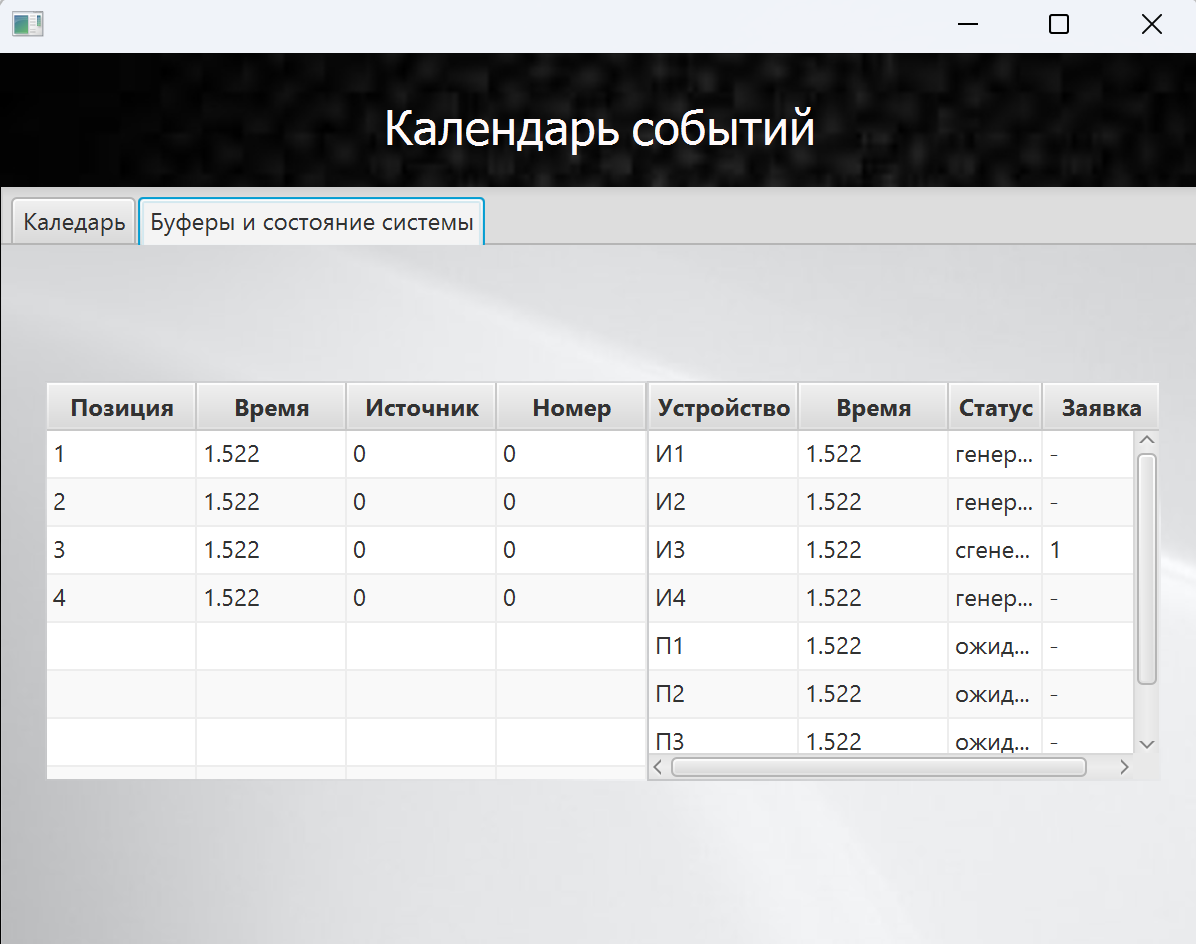 Календарь событий
Каледарь Буферы и состояние системы
Позиция Время Источник Номер Устройство Время Статус Заявка
1 1.522 0 0 И1 1.522 генер... -
2 1.522 0 0 И2 1.522 генер... -
3 1.522 0 0 И3 1.522 сгене... 1
4 1.522 0 0 И4 1.522 генер... -
П1 1.522 ожид... -
П2 1.522 ожид... -
П3 1.522 ожид... -